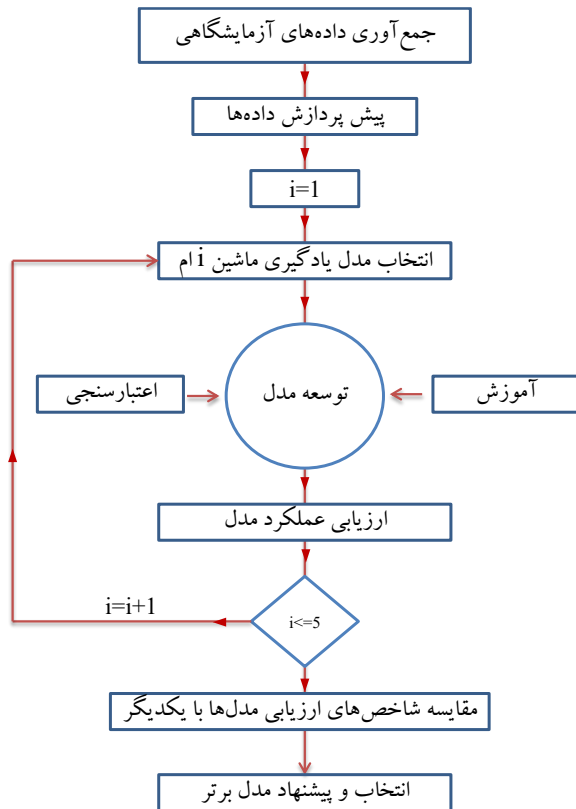 جمع‌آوری داده‌های آزمایشگاهی
پیش پردازش داده‌ها
i=1
انتخاب مدل یادگیری ماشین i ام
آموزش
توسعه مدل
اعتبارسنجی
ارزیابی عملکرد مدل
i<=5
i=i+1
مقایسه شاخص‌های ارزیابی مدل‌ها با یکدیگر
انتخاب و پیشنهاد مدل برتر